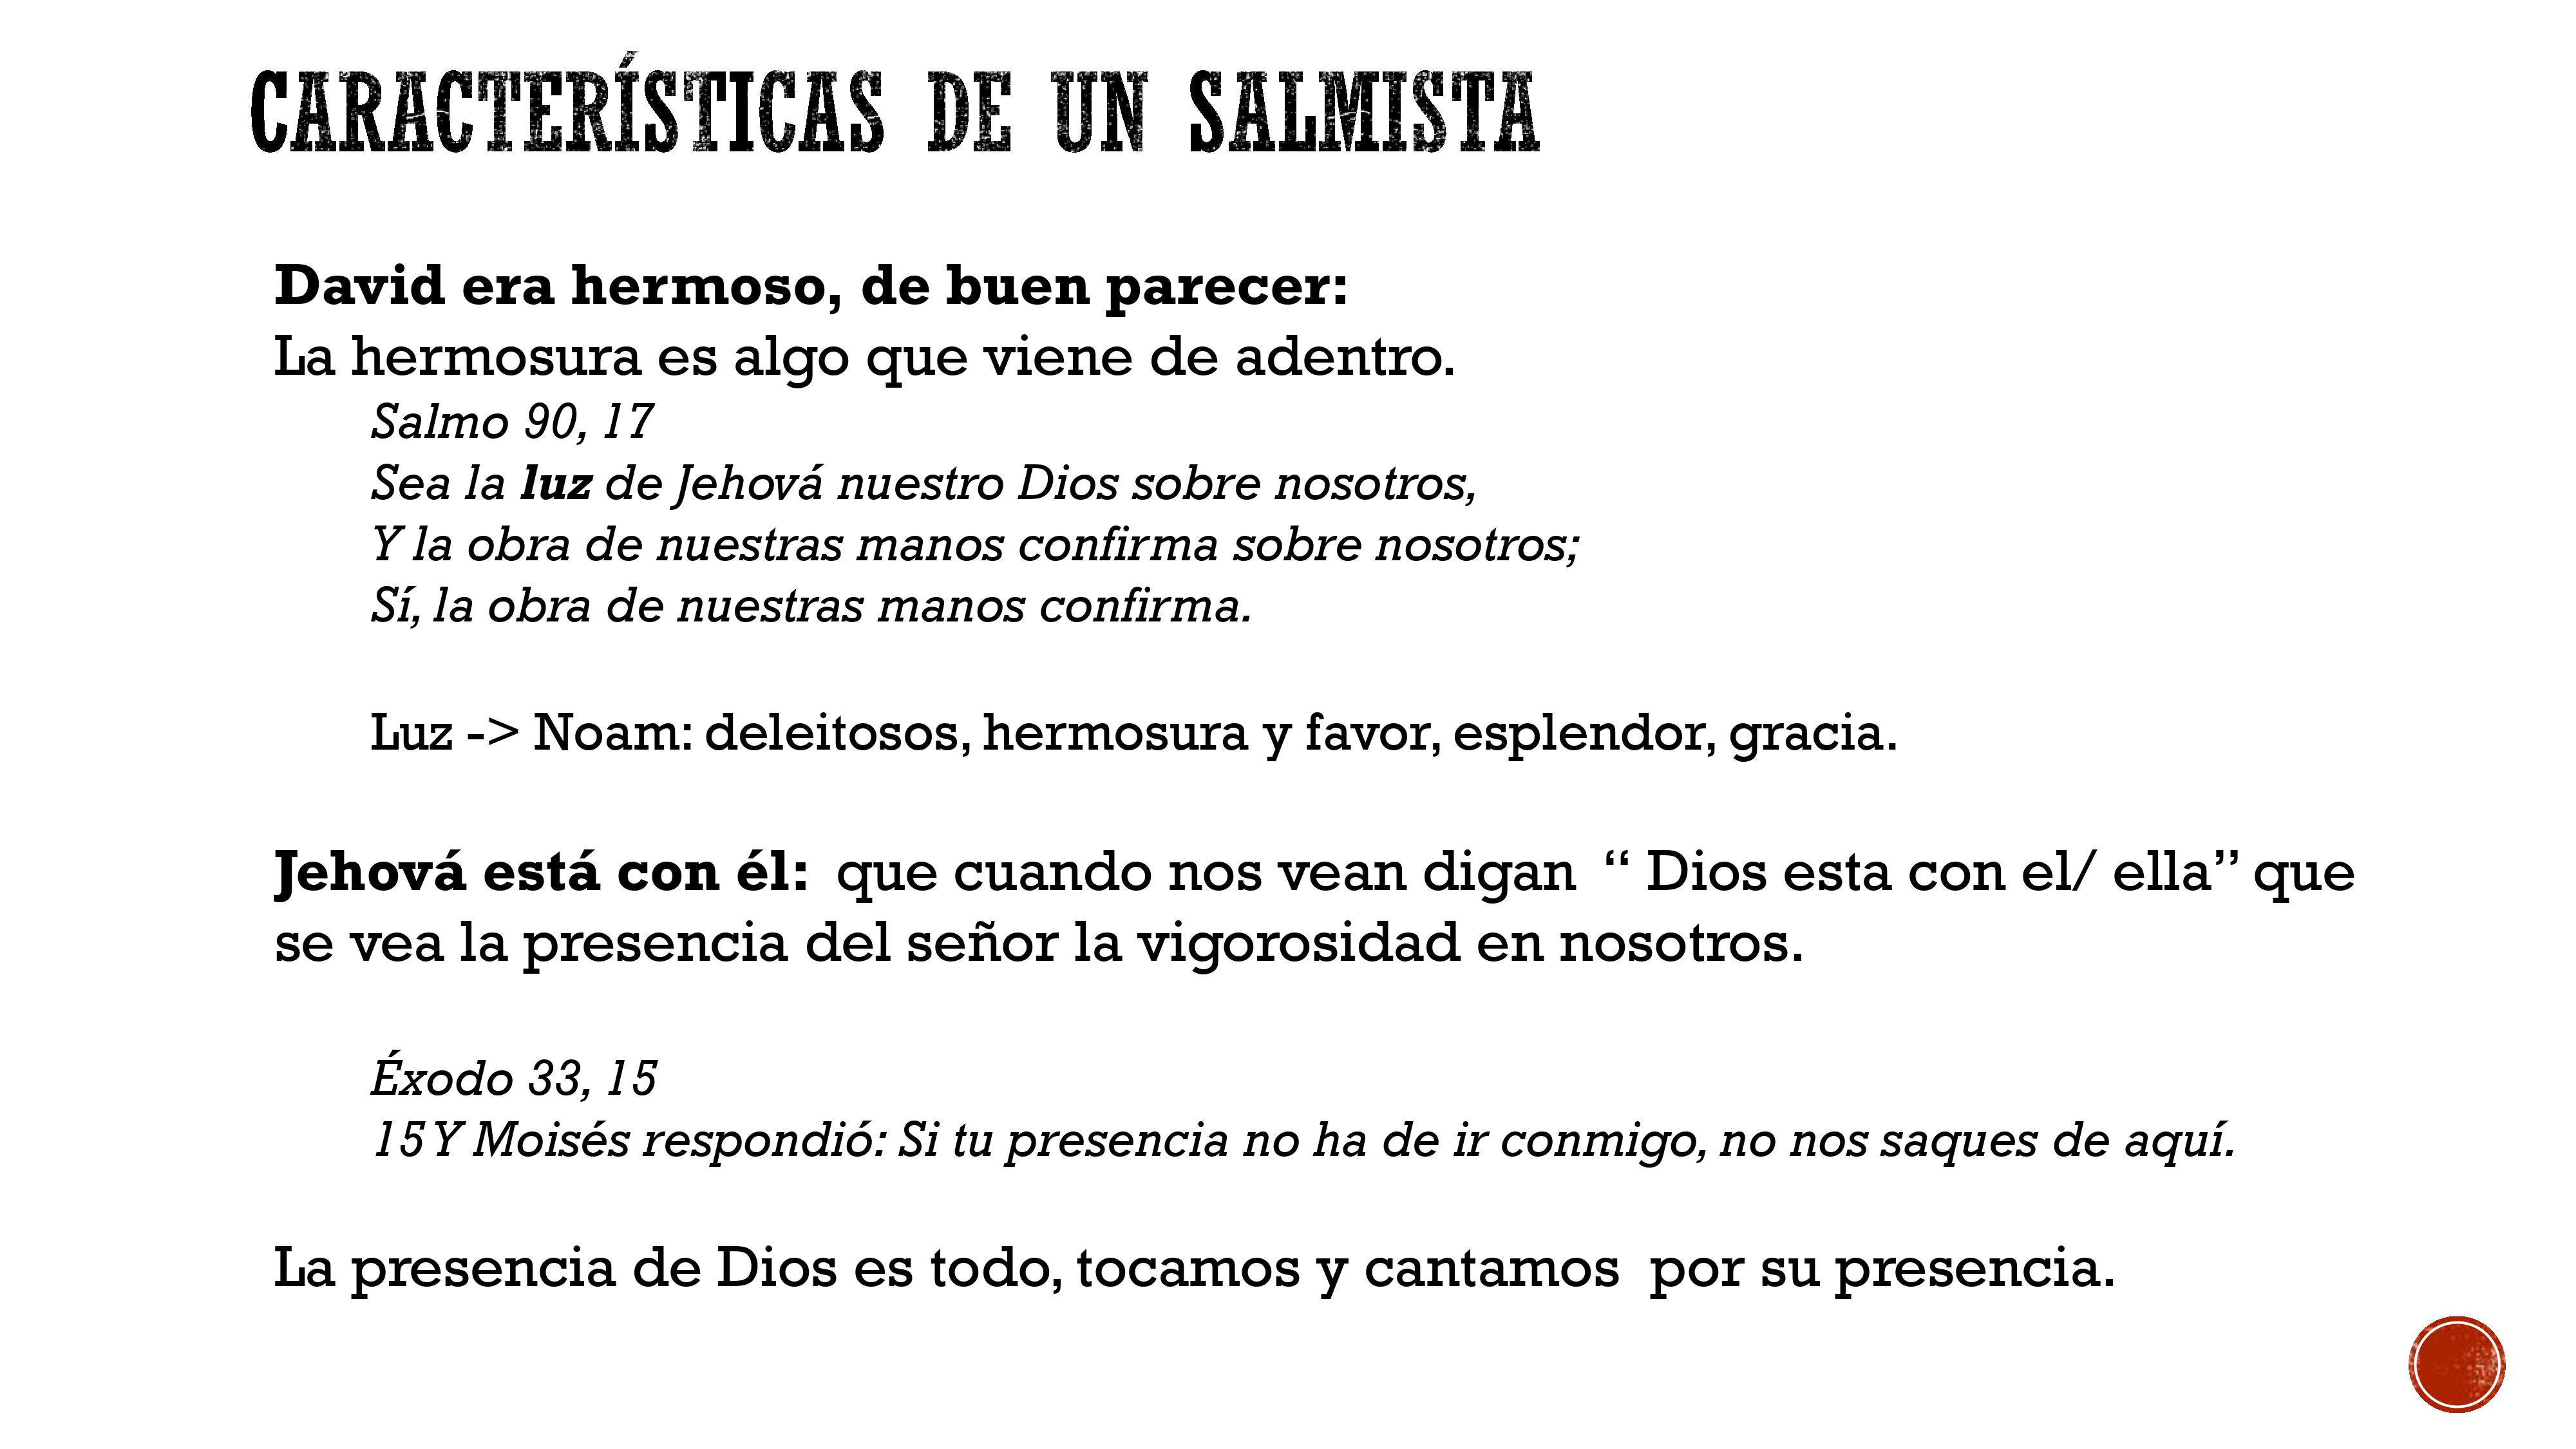 CARACTERÍSTICAS DE UN SALMISTA
David era hermoso, de buen parecer:
La hermosura es algo que viene de adentro.
Salmo 90, 17
Sea la luz de Jehová nuestro Dios sobre nosotros,
Y la obra de nuestras manos confirma sobre nosotros;
Sí, la obra de nuestras manos confirma.
Luz -> Noam: deleitosos, hermosura y favor, esplendor, gracia.
Jehová está con él:  que cuando nos vean digan  “ Dios esta con el/ ella” que
se vea la presencia del señor la vigorosidad en nosotros.
Éxodo 33, 15
15 Y Moisés respondió: Si tu presencia no ha de ir conmigo, no nos saques de aquí.
La presencia de Dios es todo, tocamos y cantamos  por su presencia.